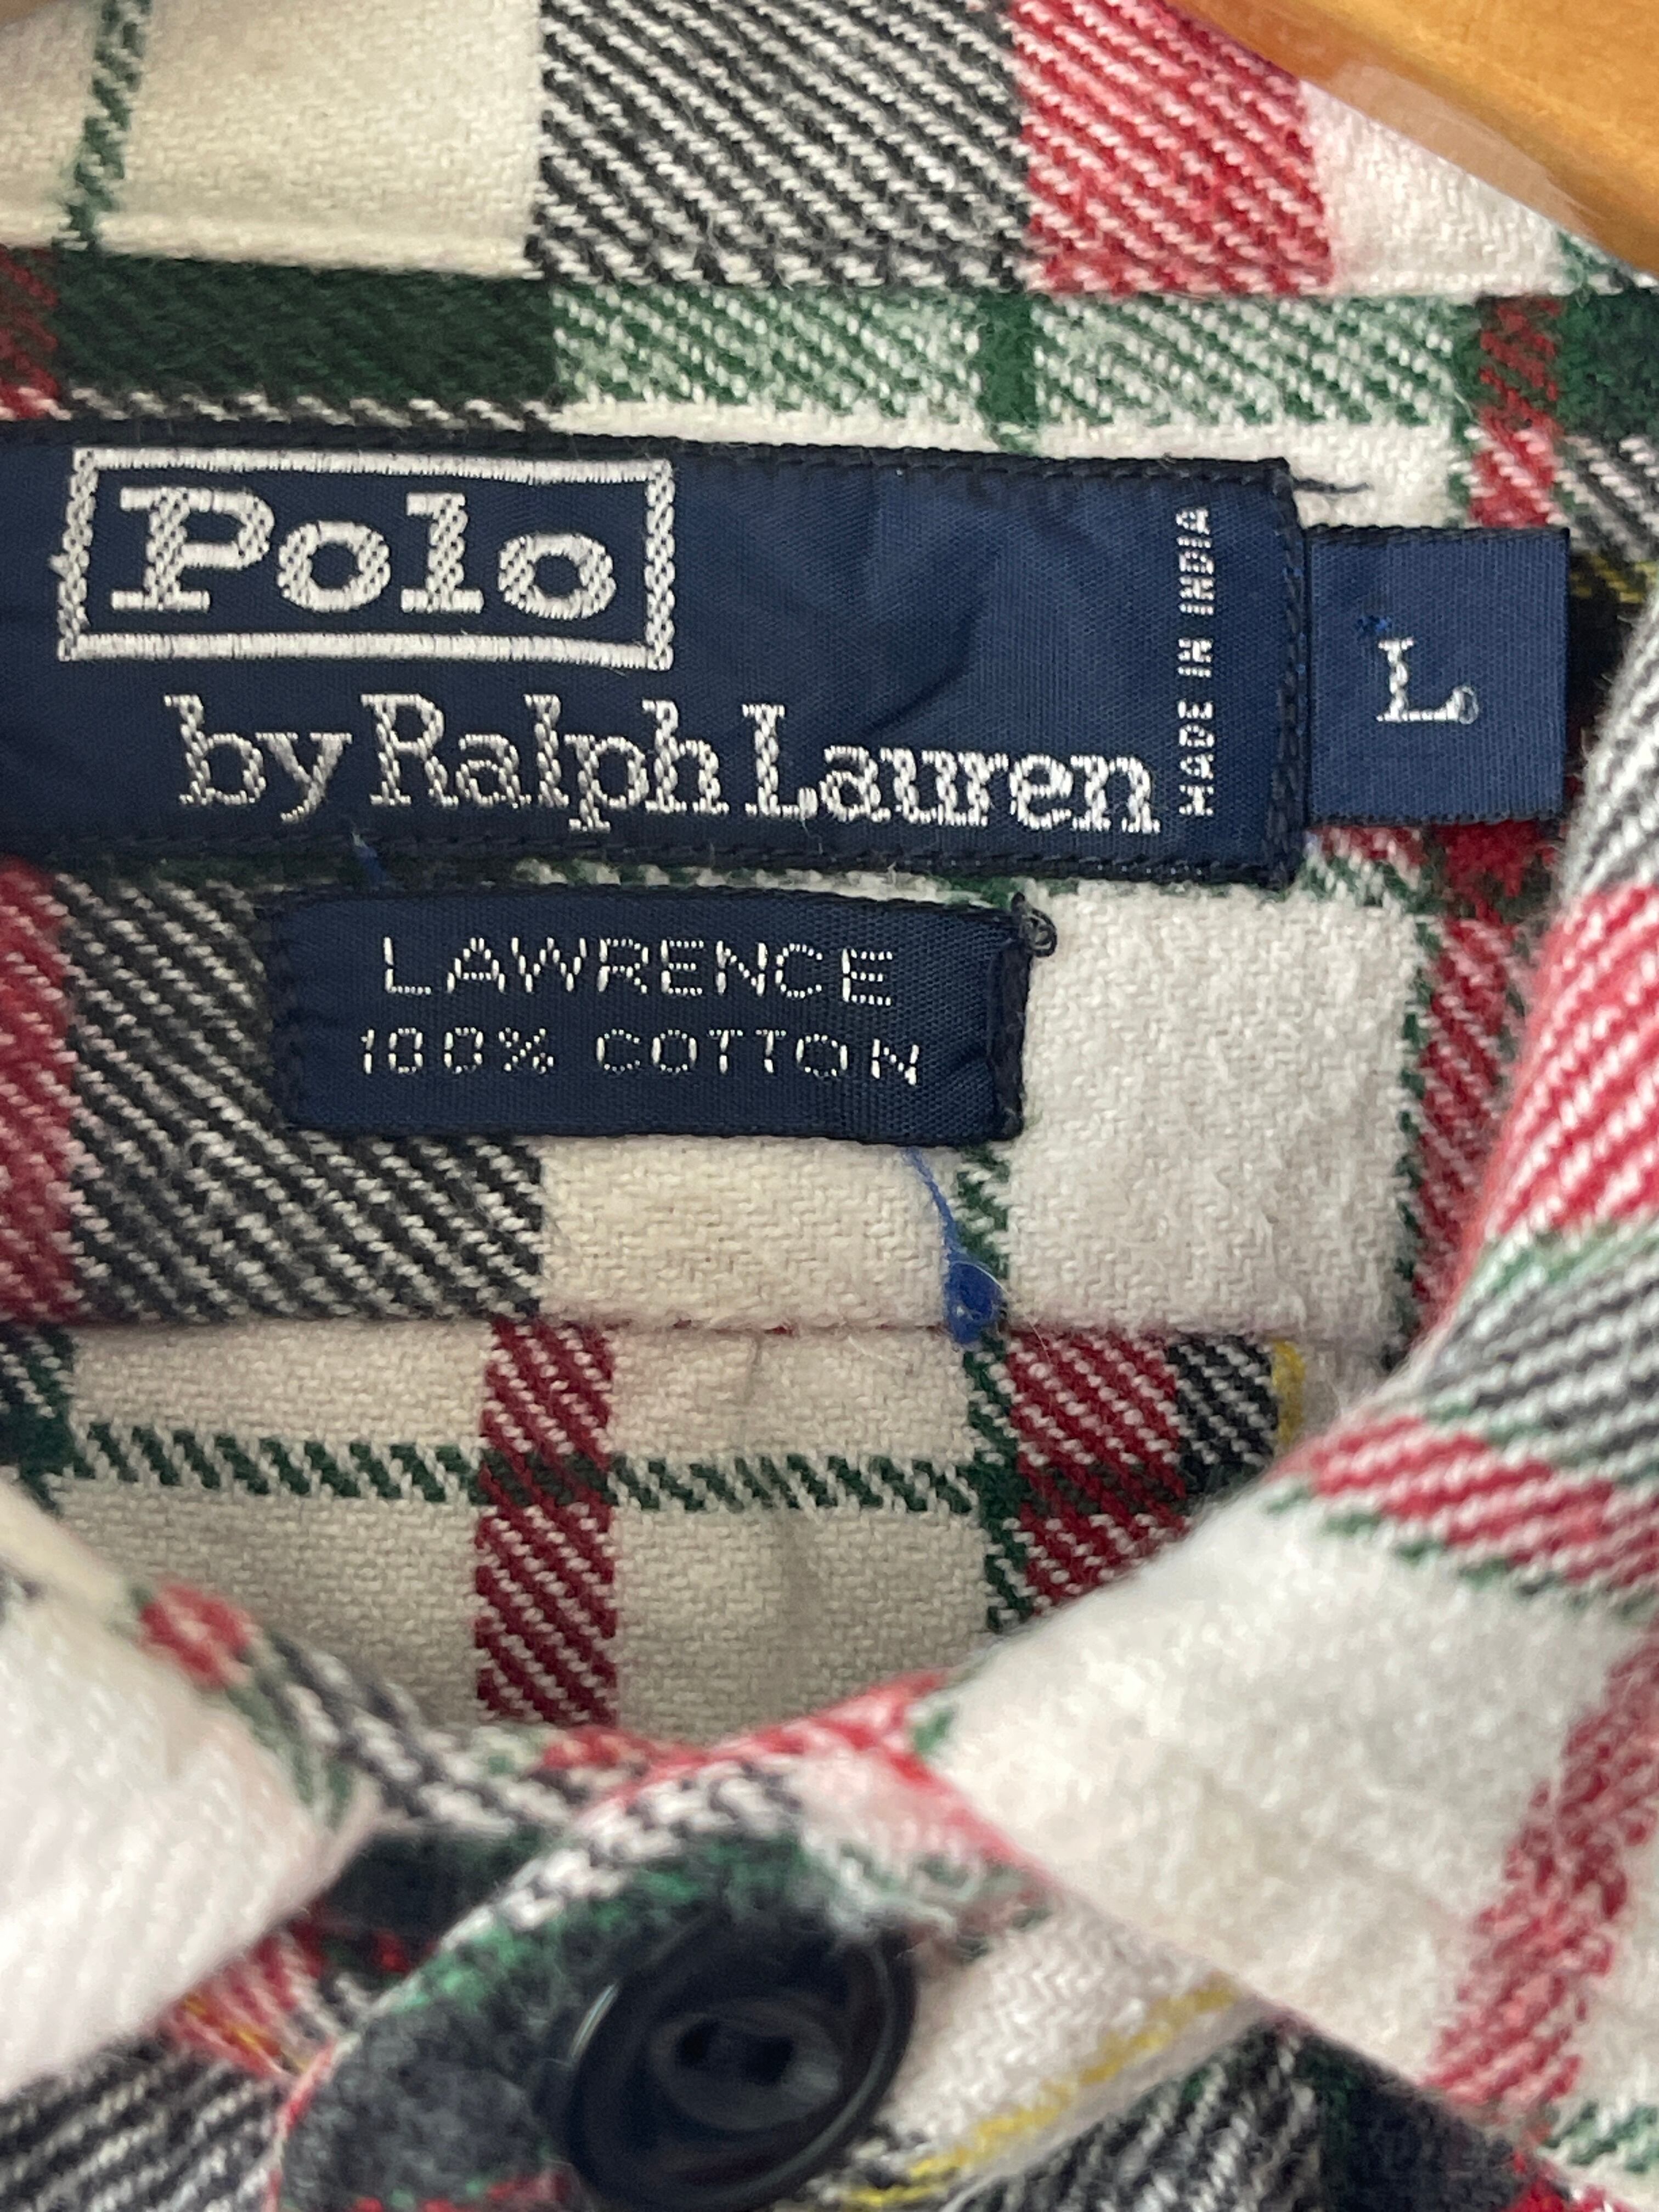 Polo
by Ralph Lauren
MADE IN INDIA
L
LAWRENCE
100% COTTON